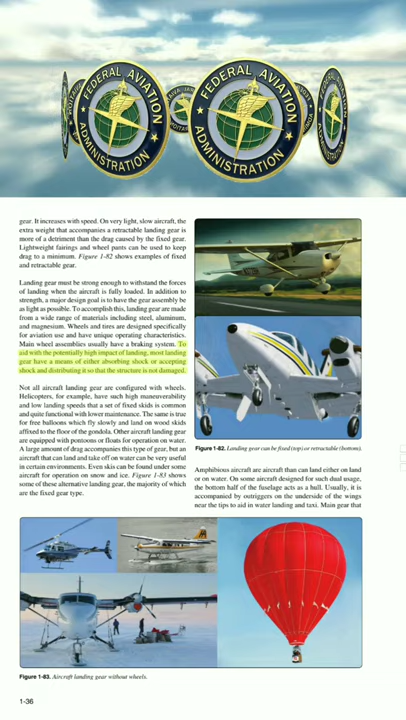 FEDERAL AVIATION
ADMINISTRATION
FEDERAL AVIATION
ADMINISTRATION
gear. It increases with speed. On very light, slow aircraft, the
extra weight that accompanies a retractable landing gear is
more of a detriment than the drag caused by the fixed gear.
Lightweight fairings and wheel pants can be used to keep
drag to a minimum. Figure 1-82 shows examples of fixed
and retractable gear.
Landing gear must be strong enough to withstand the forces
of landing when the aircraft is fully loaded. In addition to
strength, a major design goal is to have the gear assembly be
as light as possible. To accomplish this, landing gear are made
from a wide range of materials including steel, aluminum,
and magnesium. Wheels and tires are designed specifically
for aviation use and have unique operating characteristics.
Main wheel assemblies usually have a braking system. To
aid with the potentially high impact of landing, most landing
gear have a means of either absorbing shock or accepting
shock and distributing it so that the structure is not damaged.
Not all aircraft landing gear are configured with wheels.
Helicopters, for example, have such high maneuverability
and low landing speeds that a set of fixed skids is common
and quite functional with lower maintenance. The same is true
for free balloons which fly slowly and land on wood skids
affixed to the floor of the gondola. Other aircraft landing gear
are equipped with pontoons or floats for operation on water.
A large amount of drag accompanies this type of gear, but an
aircraft that can land and take off on water can be very useful
in certain environments. Even skis can be found under some
aircraft for operation on snow and ice. Figure 1-83 shows
some of these alternative landing gear, the majority of which
are the fixed gear type.
Figure 1-82. Landing gear can be fixed (top) or retractable (bottom).
Amphibious aircraft are aircraft than can land either on land
or on water. On some aircraft designed for such dual usage,
the bottom half of the fuselage acts as a hull. Usually, it is
accompanied by outriggers on the underside of the wings
near the tips to aid in water landing and taxi. Main gear that
Figure 1-83. Aircraft landing gear without wheels.
1-36